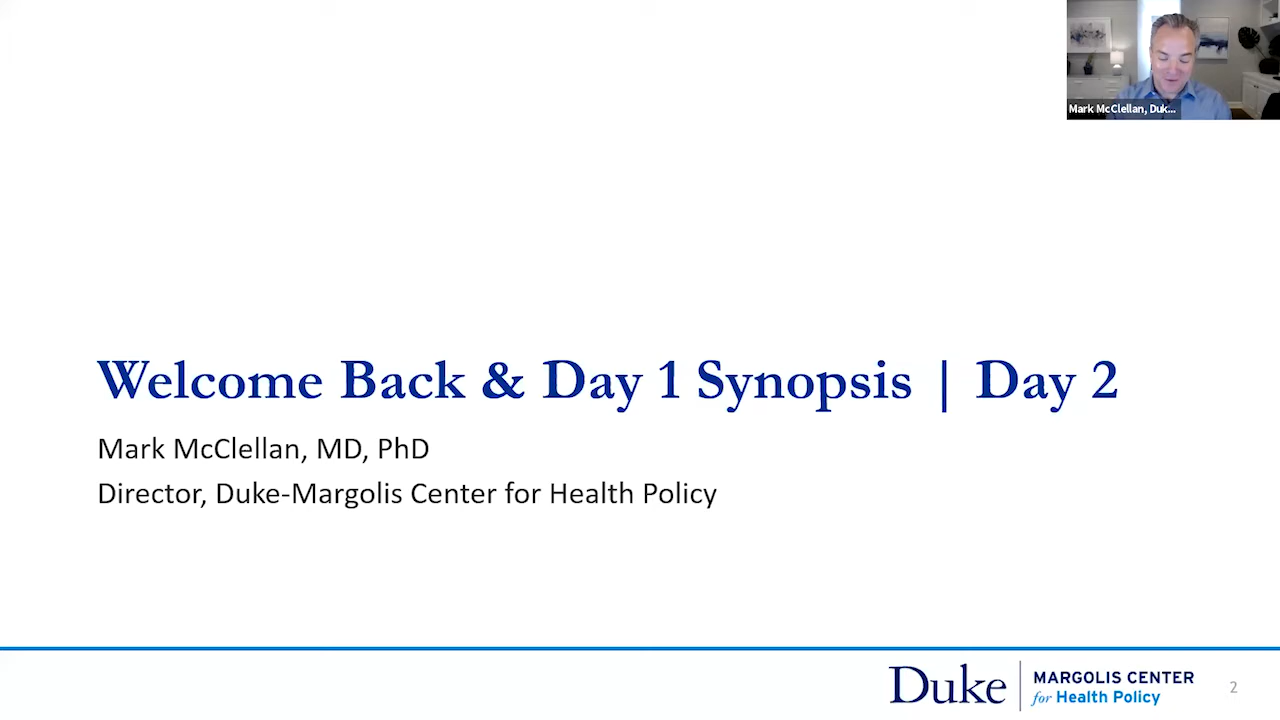 Mark McClellan, Duk...
Welcome Back & Day 1 Synopsis | Day 2
Mark McClellan, MD, PhD
Director, Duke-Margolis Center for Health Policy
Duke
MARGOLIS CENTER
for Health Policy
2